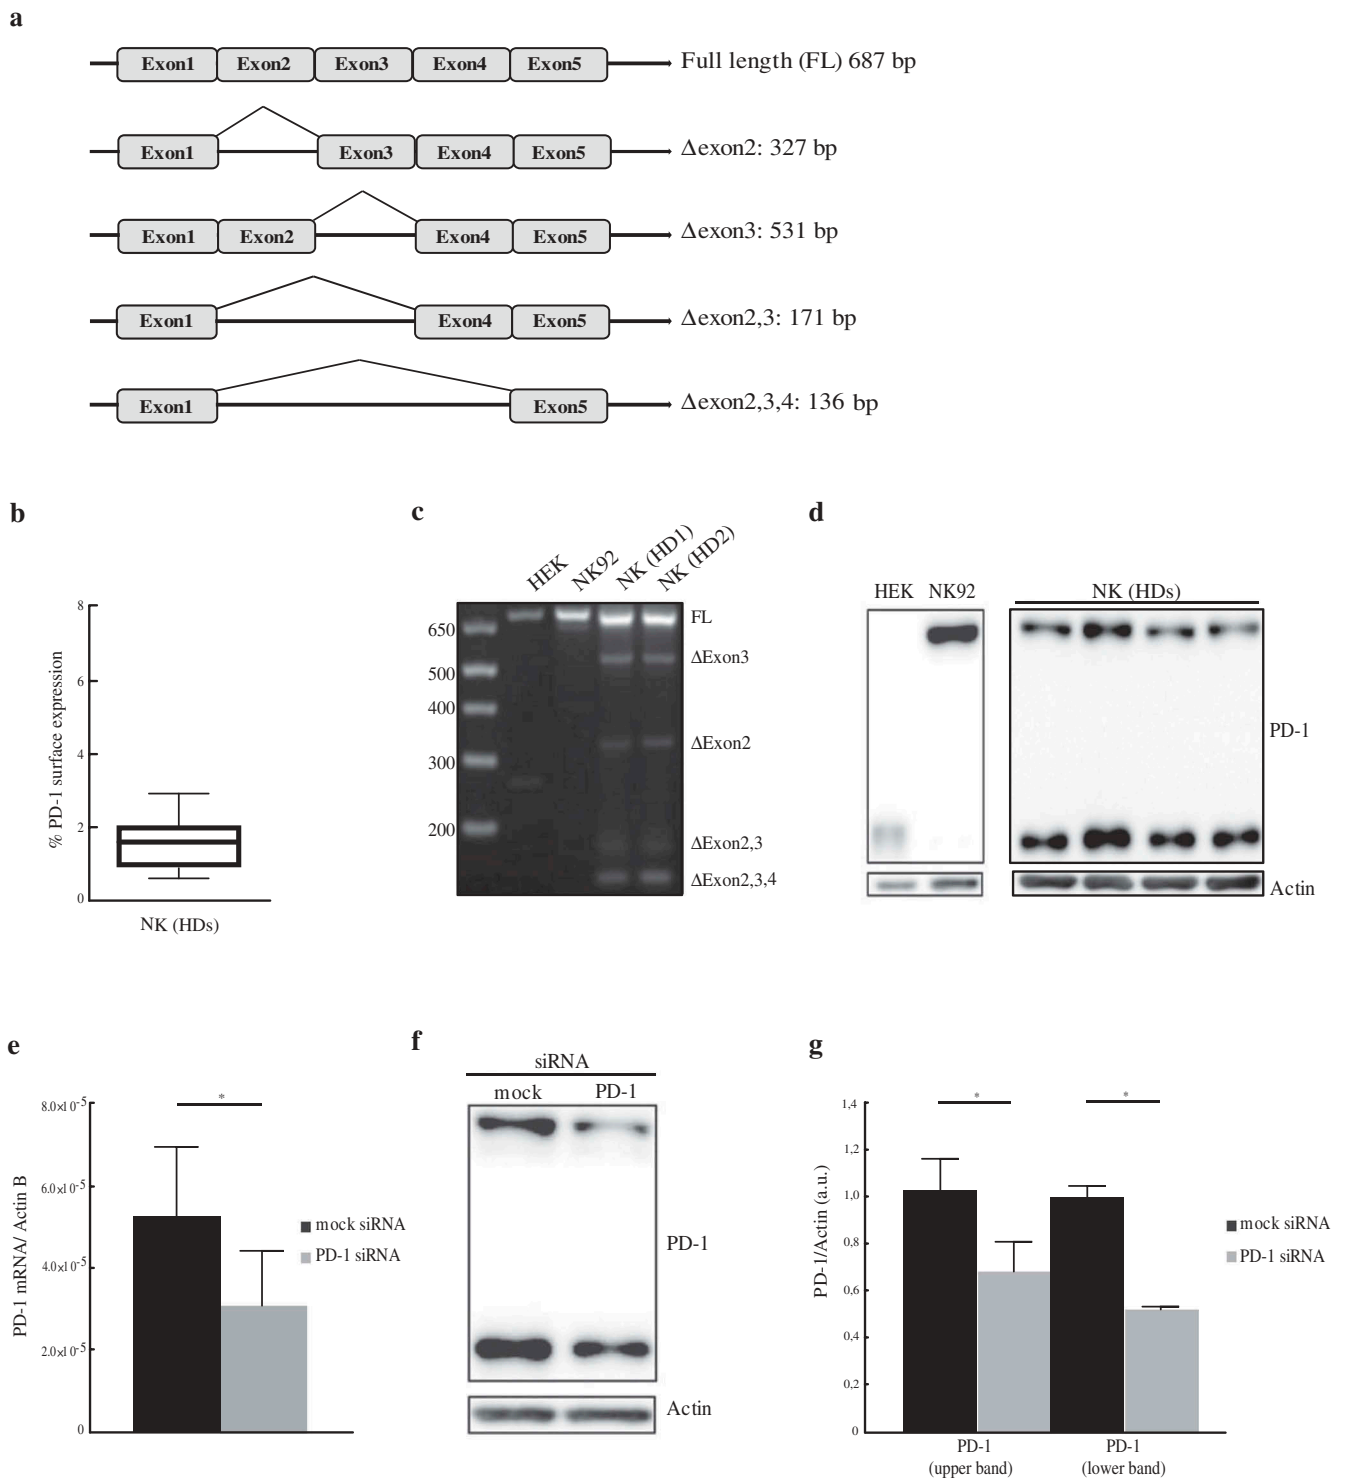 a
Exon1 Exon2 Exon3 Exon4 Exon5 Full length (FL) 687 bp
Exon1 Exon3 Exon4 Exon5 Δexon2: 327 bp
Exon1 Exon2 Exon4 Exon5 Δexon3: 531 bp
Exon1 Exon4 Exon5 Δexon2,3: 171 bp
Exon1 Exon5 Δexon2,3,4: 136 bp
b
% PD-1 surface expression
8
6
4
2
0
NK (HDs)
c
HEK NK92 NK (HD1) NK (HD2)
650
500
400
300
200
FL
ΔExon3
ΔExon2
ΔExon2,3
ΔExon2,3,4
d
HEK NK92 NK (HDs)
PD-1
Actin
e
PD-1 mRNA/ Actin B
8.0x10-5
6.0x10-5
4.0x10-5
2.0x10-5
0
*
mock siRNA
PD-1 siRNA
f
siRNA
mock PD-1
PD-1
Actin
g
PD-1/Actin (a.u.)
1,4
1,2
1,0
0,8
0,6
0,4
0,2
0
* *
mock siRNA
PD-1 siRNA
PD-1 PD-1
(upper band) (lower band)